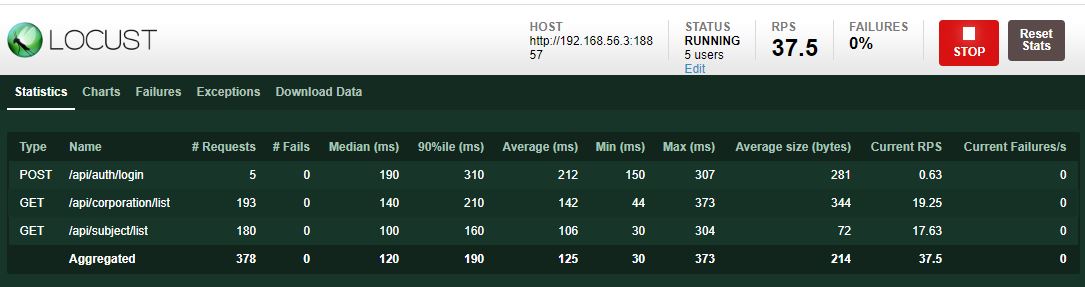 LOCUST
HOST
http://192.168.56.3:188
57
STATUS
RUNNING
5 users
Edit
RPS
37.5
FAILURES
0%
STOP
Reset
Stats
Statistics Charts Failures Exceptions Download Data
Type Name # Requests # Fails Median (ms) 90%ile (ms) Average (ms) Min (ms) Max (ms) Average size (bytes) Current RPS Current Failures/s
POST /api/auth/login 5 0 190 310 212 150 307 281 0.63 0
GET /api/corporation/list 193 0 140 210 142 44 373 344 19.25 0
GET /api/subject/list 180 0 100 160 106 30 304 72 17.63 0
Aggregated 378 0 120 190 125 30 373 214 37.5 0